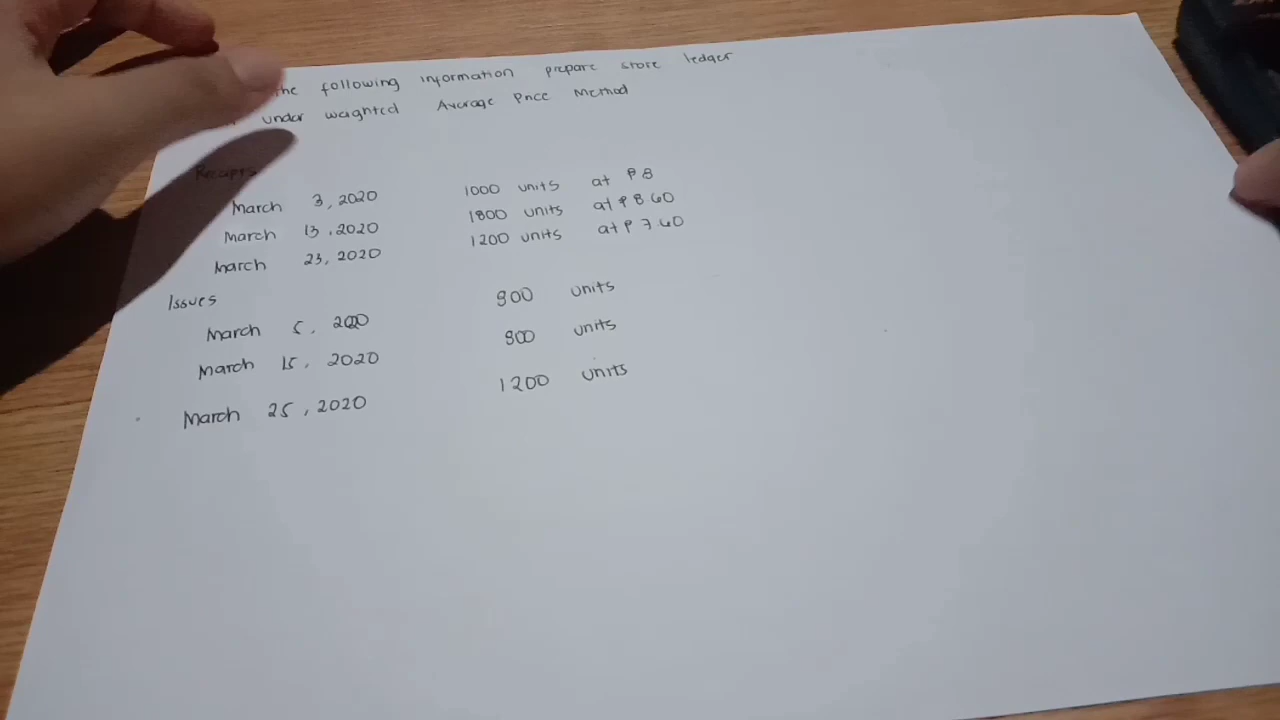 the following information prepare store ledger
under weighted Average Price Method
Receipts
March 3, 2020 1000 units at ₱ 8
March 13, 2020 1800 units at ₱ 8.60
March 23, 2020 1200 units at ₱ 7.60
Issues
March 5, 2020 900 units
March 15, 2020 units
March 25, 2020 1200 units